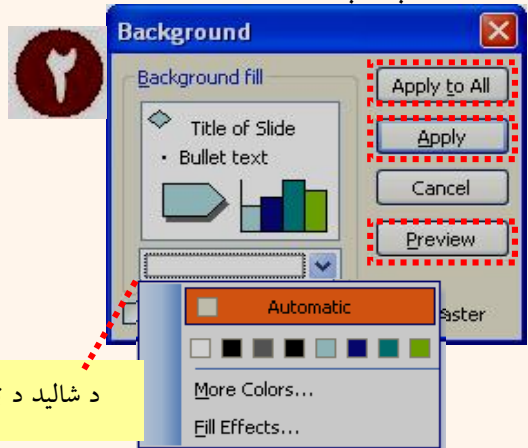 Background
۲
Background fill
Apply to All
Title of Slide
Apply
• Bullet text
Cancel
Preview
Automatic
aster
More Colors...
Fill Effects...
د شالید د